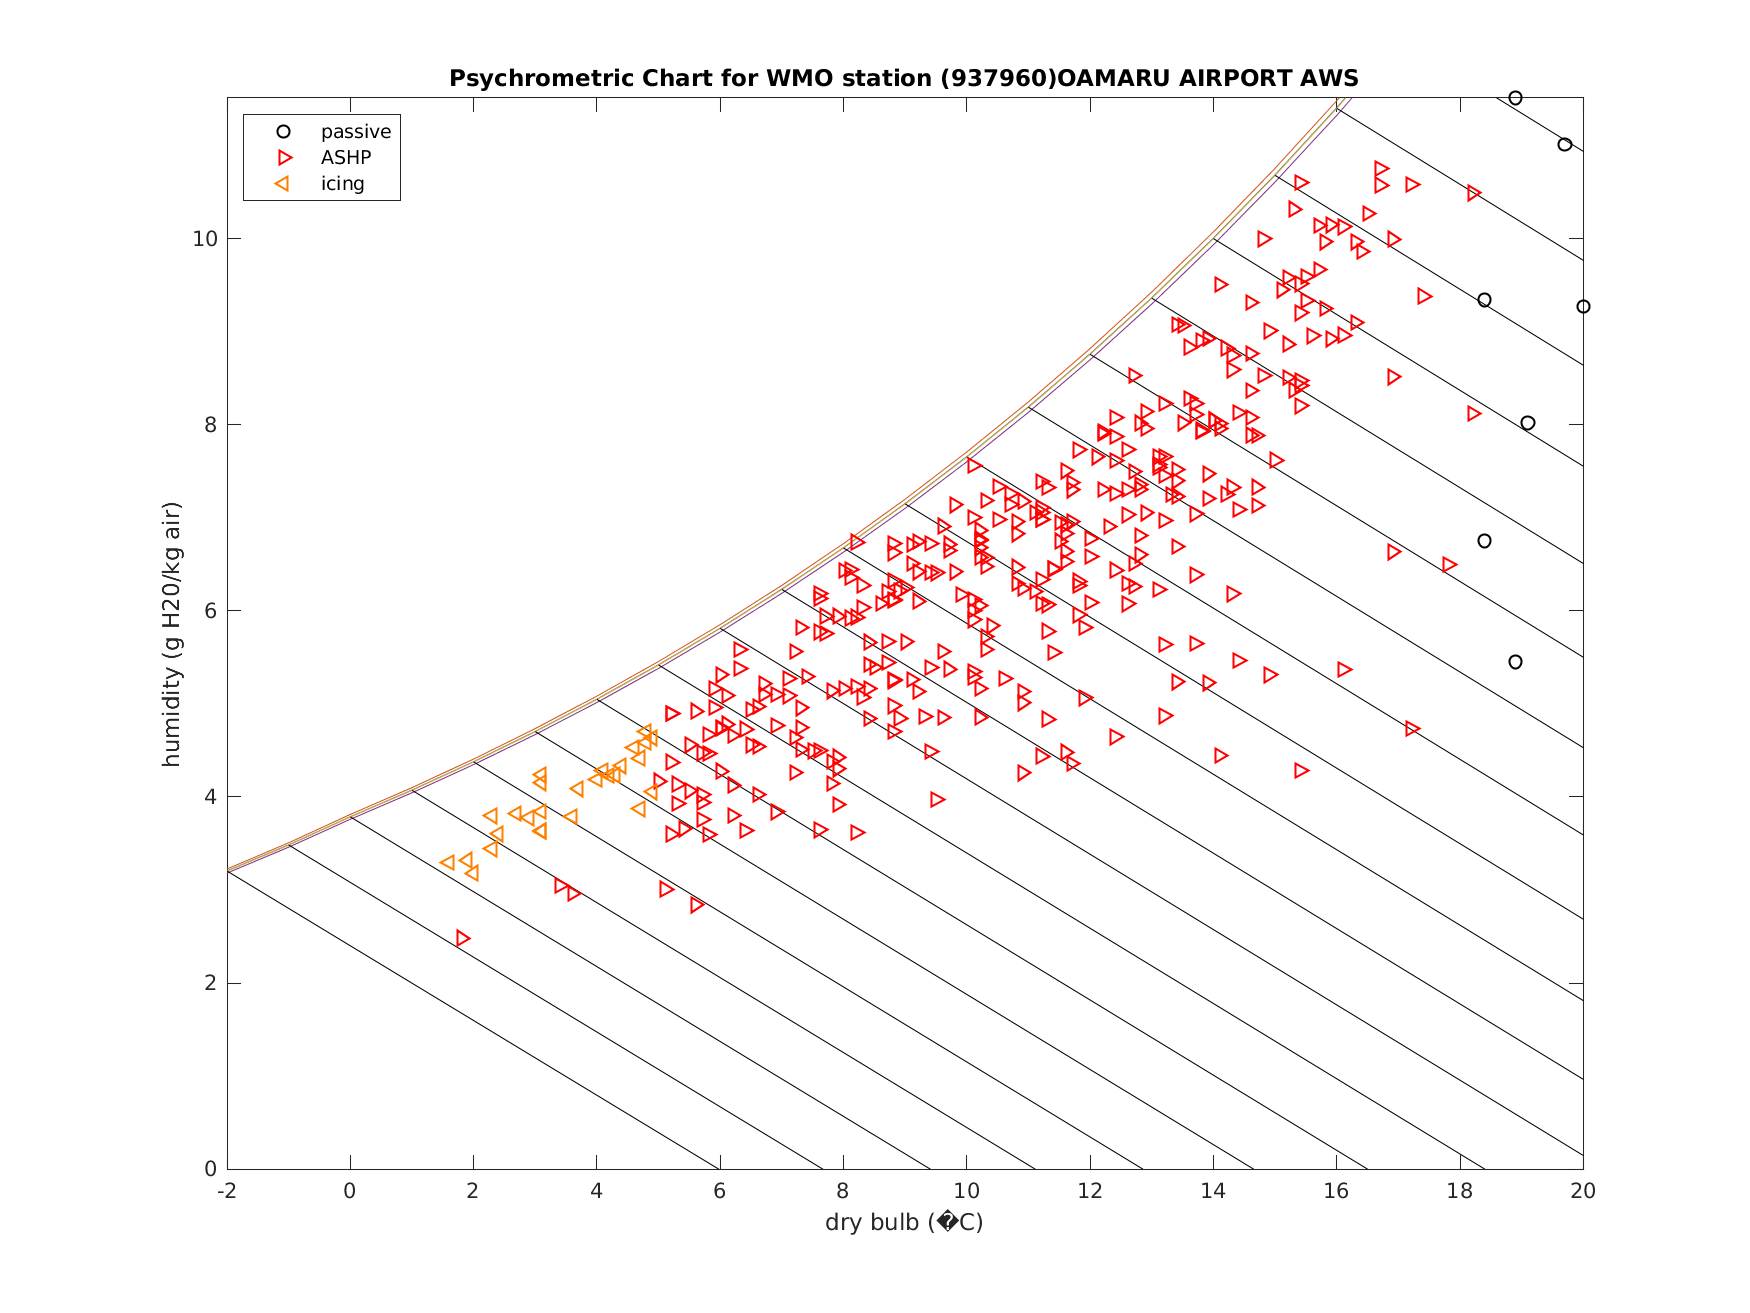 Psychrometric Chart for WMO station (937960)OAMARU AIRPORT AWS
passive
ASHP
icing
humidity (g H20/kg air)
10
8
6
4
2
0
-2 0 2 4 6 8 10 12 14 16 18 20
dry bulb (�C)